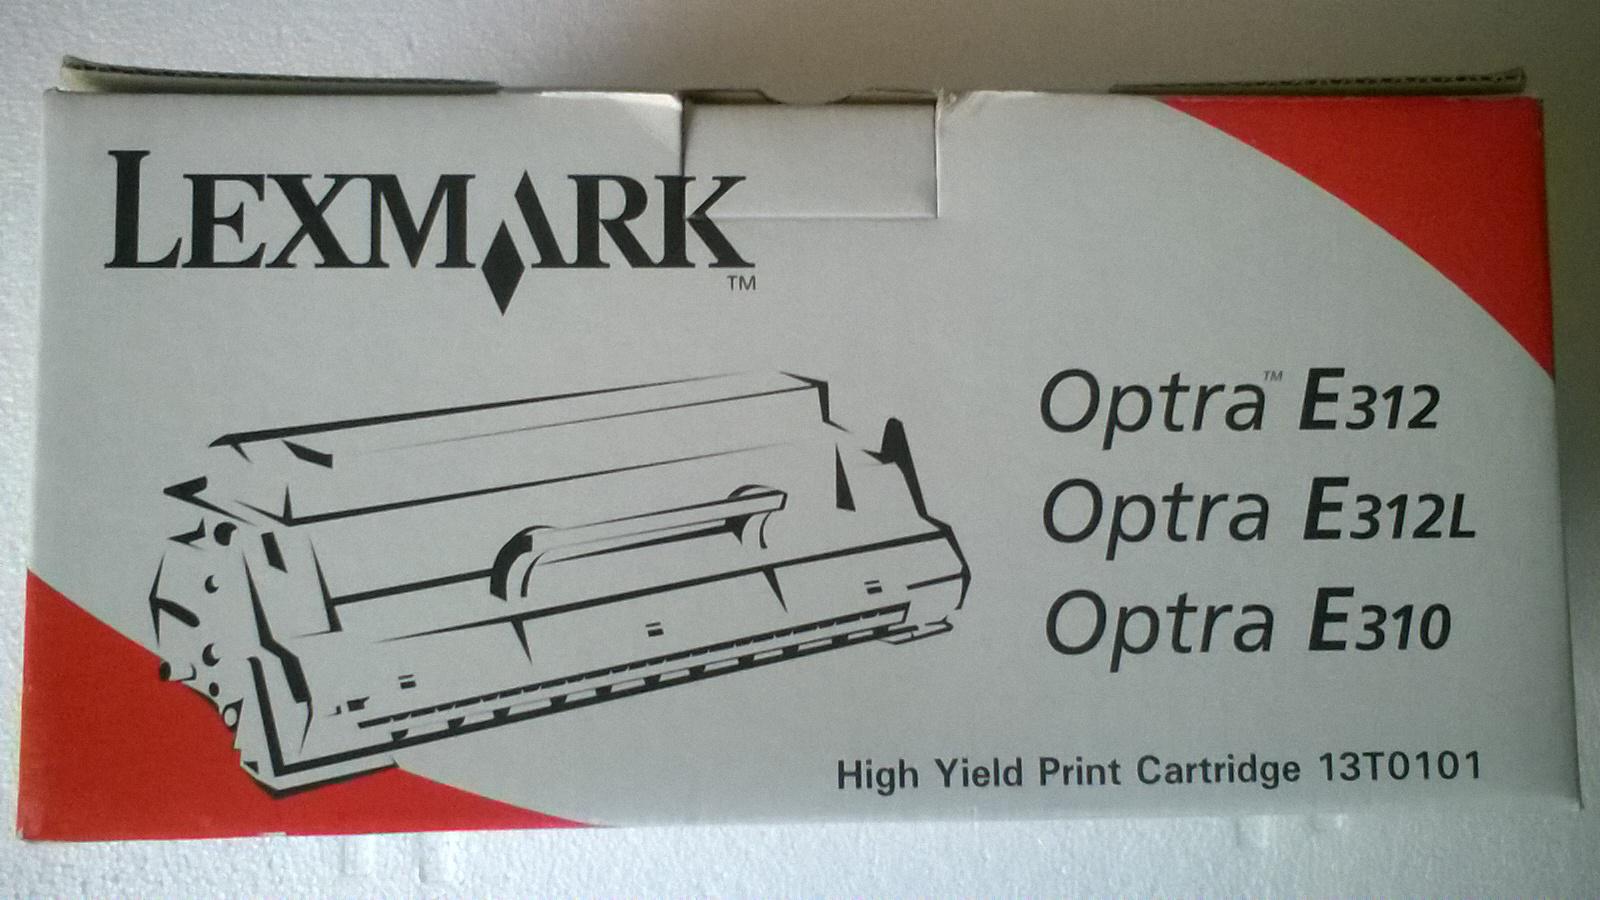 LEXMARK™
Optra™ E312
Optra E312L
Optra E310
High Yield Print Cartridge 13T0101